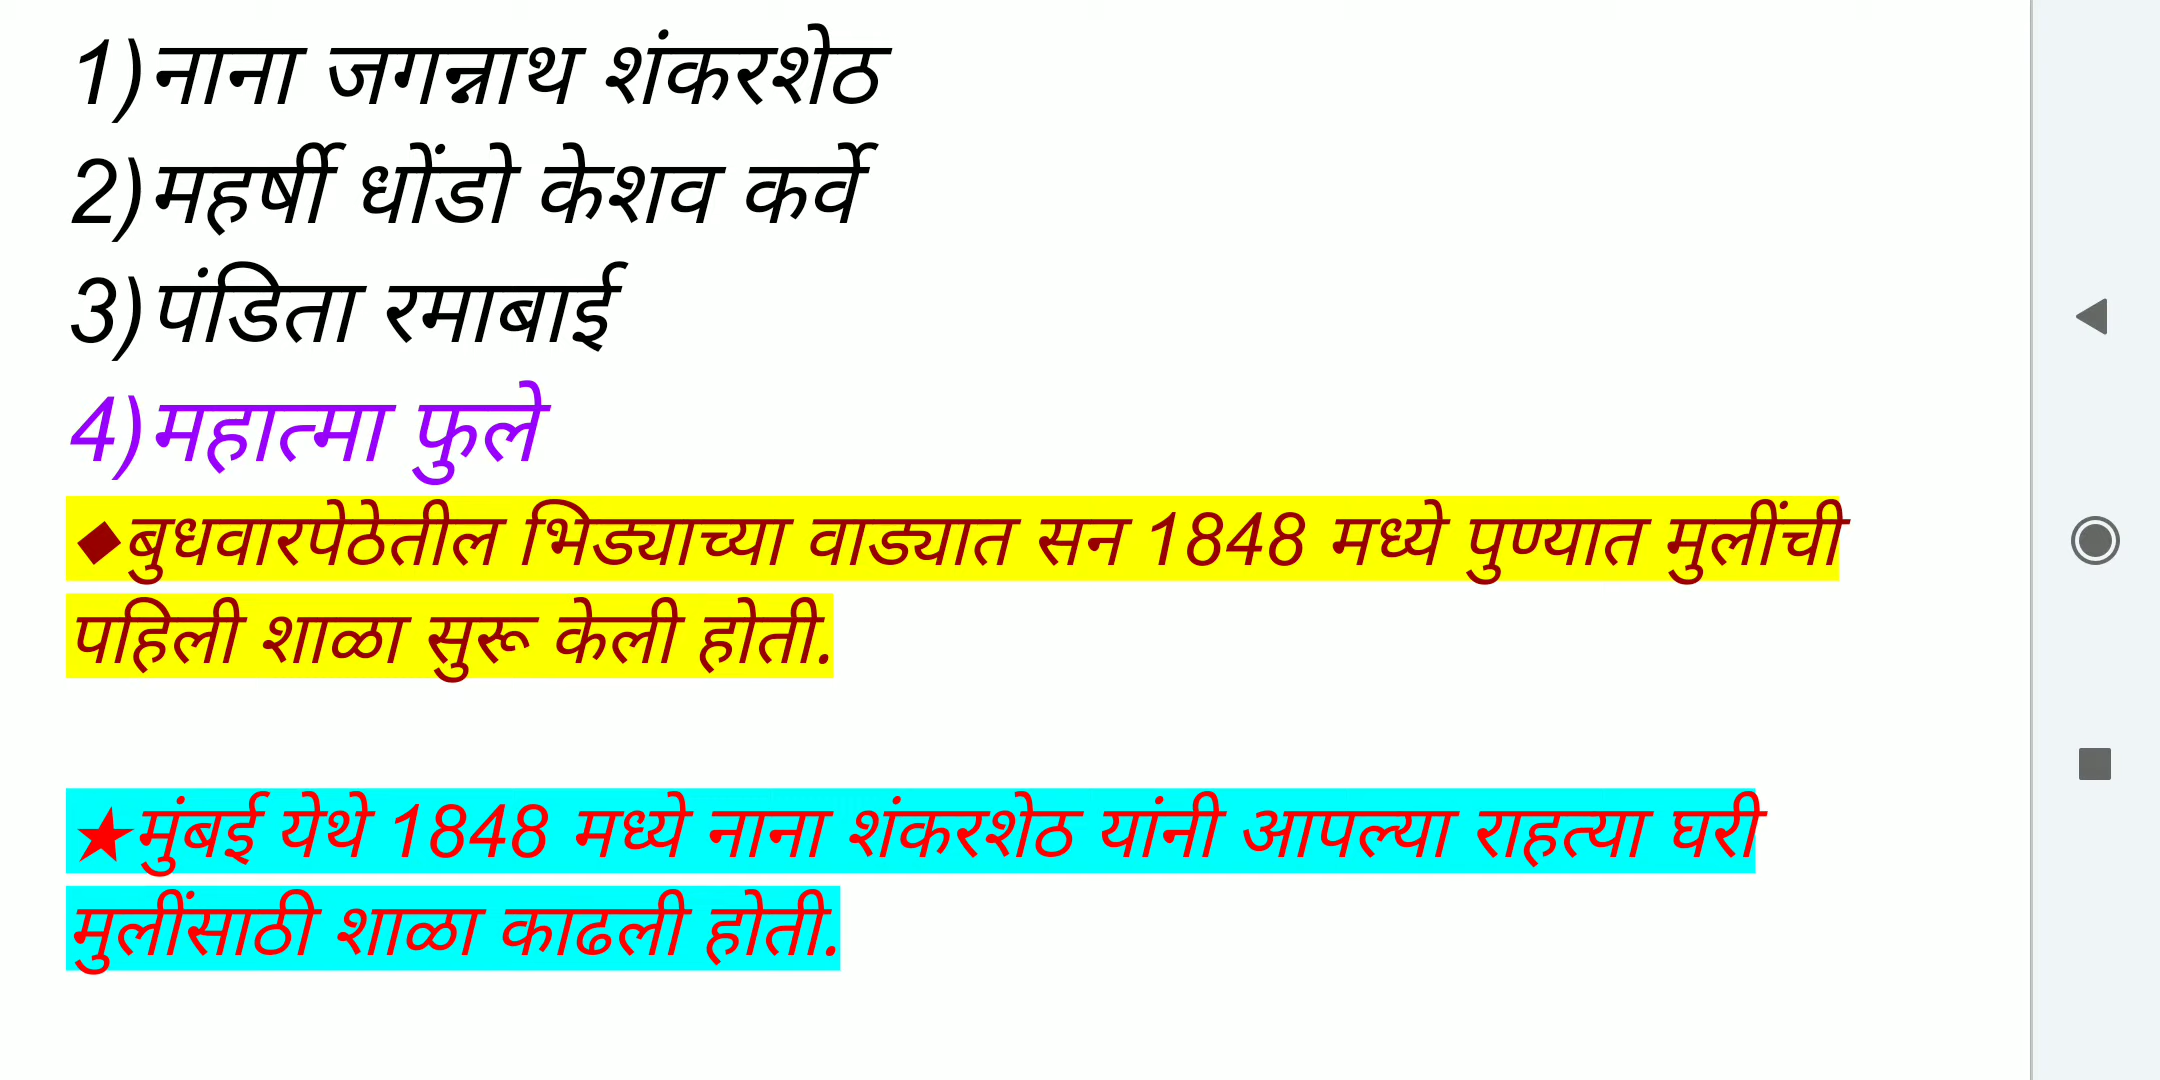 1)नाना जगन्नाथ शंकरशेठ
2)महर्षी धोंडो केशव कर्वे
3)पंडिता रमाबाई
4)महात्मा फुले
◆बुधवारपेठेतील भिड्याच्या वाड्यात सन 1848 मध्ये पुण्यात मुलींची
पहिली शाळा सुरू केली होती.
★मुंबई येथे 1848 मध्ये नाना शंकरशेठ यांनी आपल्या राहत्या घरी
मुलींसाठी शाळा काढली होती.